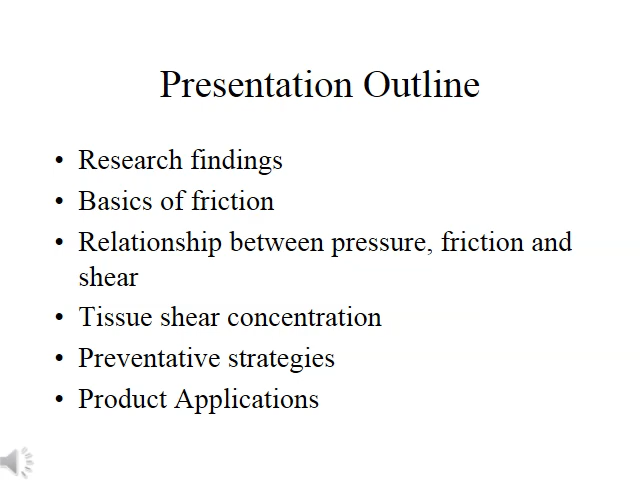 Presentation Outline
• Research findings
• Basics of friction
• Relationship between pressure, friction and
shear
• Tissue shear concentration
• Preventative strategies
• Product Applications